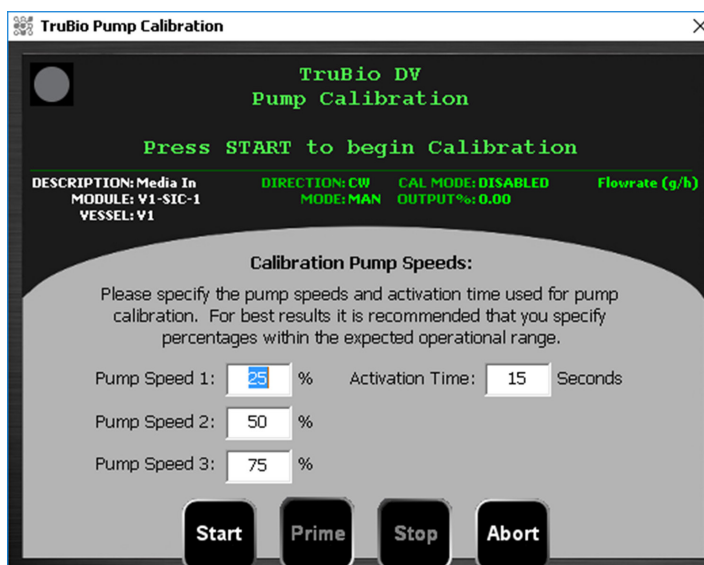 TruBio Pump Calibration
TruBio DV
Pump Calibration
Press START to begin Calibration
DESCRIPTION: Media In DIRECTION: CW CAL MODE: DISABLED Flowrate (g/h)
MODULE: V1-SIC-1 MODE: MAN OUTPUT%: 0.00
VESSEL: V1
Calibration Pump Speeds:
Please specify the pump speeds and activation time used for pump
calibration. For best results it is recommended that you specify
percentages within the expected operational range.
Pump Speed 1: 25 % Activation Time: 15 Seconds
Pump Speed 2: 50 %
Pump Speed 3: 75 %
Start Prime Stop Abort